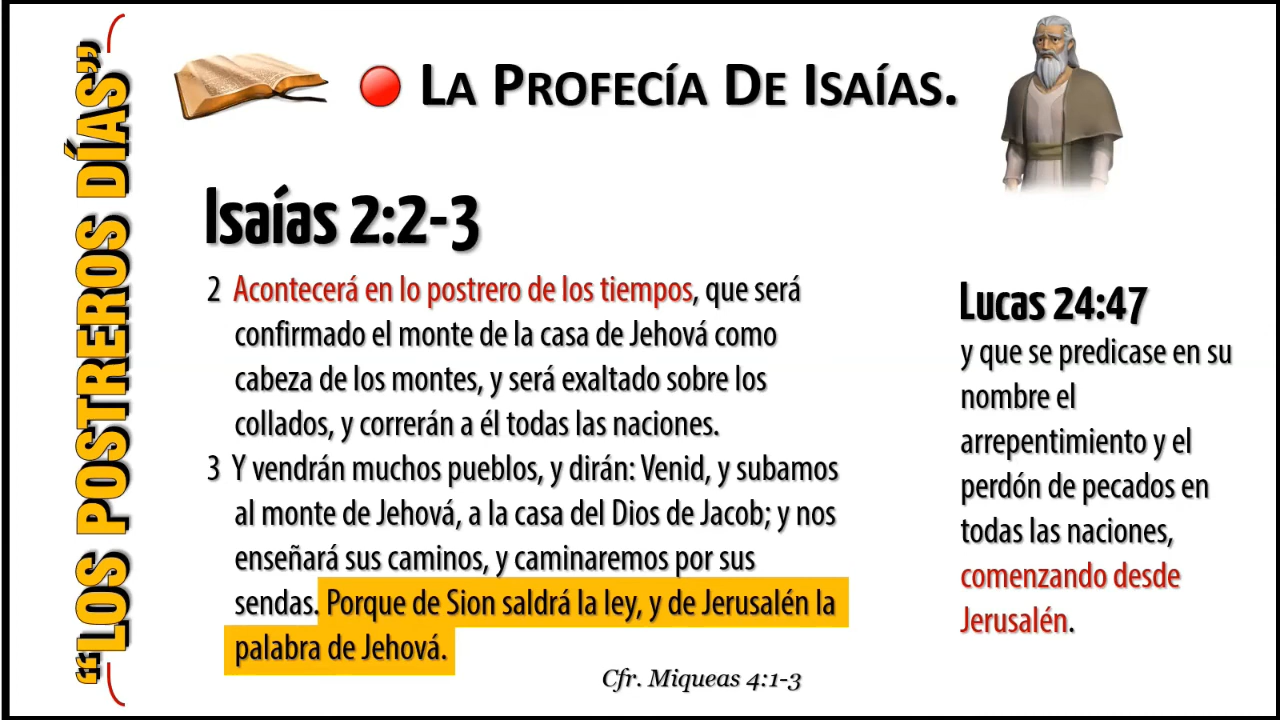 “LOS POSTREROS DÍAS”
LA PROFECÍA DE ISAÍAS.
Isaías 2:2-3
2 Acontecerá en lo postrero de los tiempos, que será
confirmado el monte de la casa de Jehová como
cabeza de los montes, y será exaltado sobre los
collados, y correrán a él todas las naciones.
3 Y vendrán muchos pueblos, y dirán: Venid, y subamos
al monte de Jehová, a la casa del Dios de Jacob; y nos
enseñará sus caminos, y caminaremos por sus
sendas. Porque de Sion saldrá la ley, y de Jerusalén la
palabra de Jehová.
Cfr. Miqueas 4:1-3
Lucas 24:47
y que se predicase en su
nombre el
arrepentimiento y el
perdón de pecados en
todas las naciones,
comenzando desde
Jerusalén.